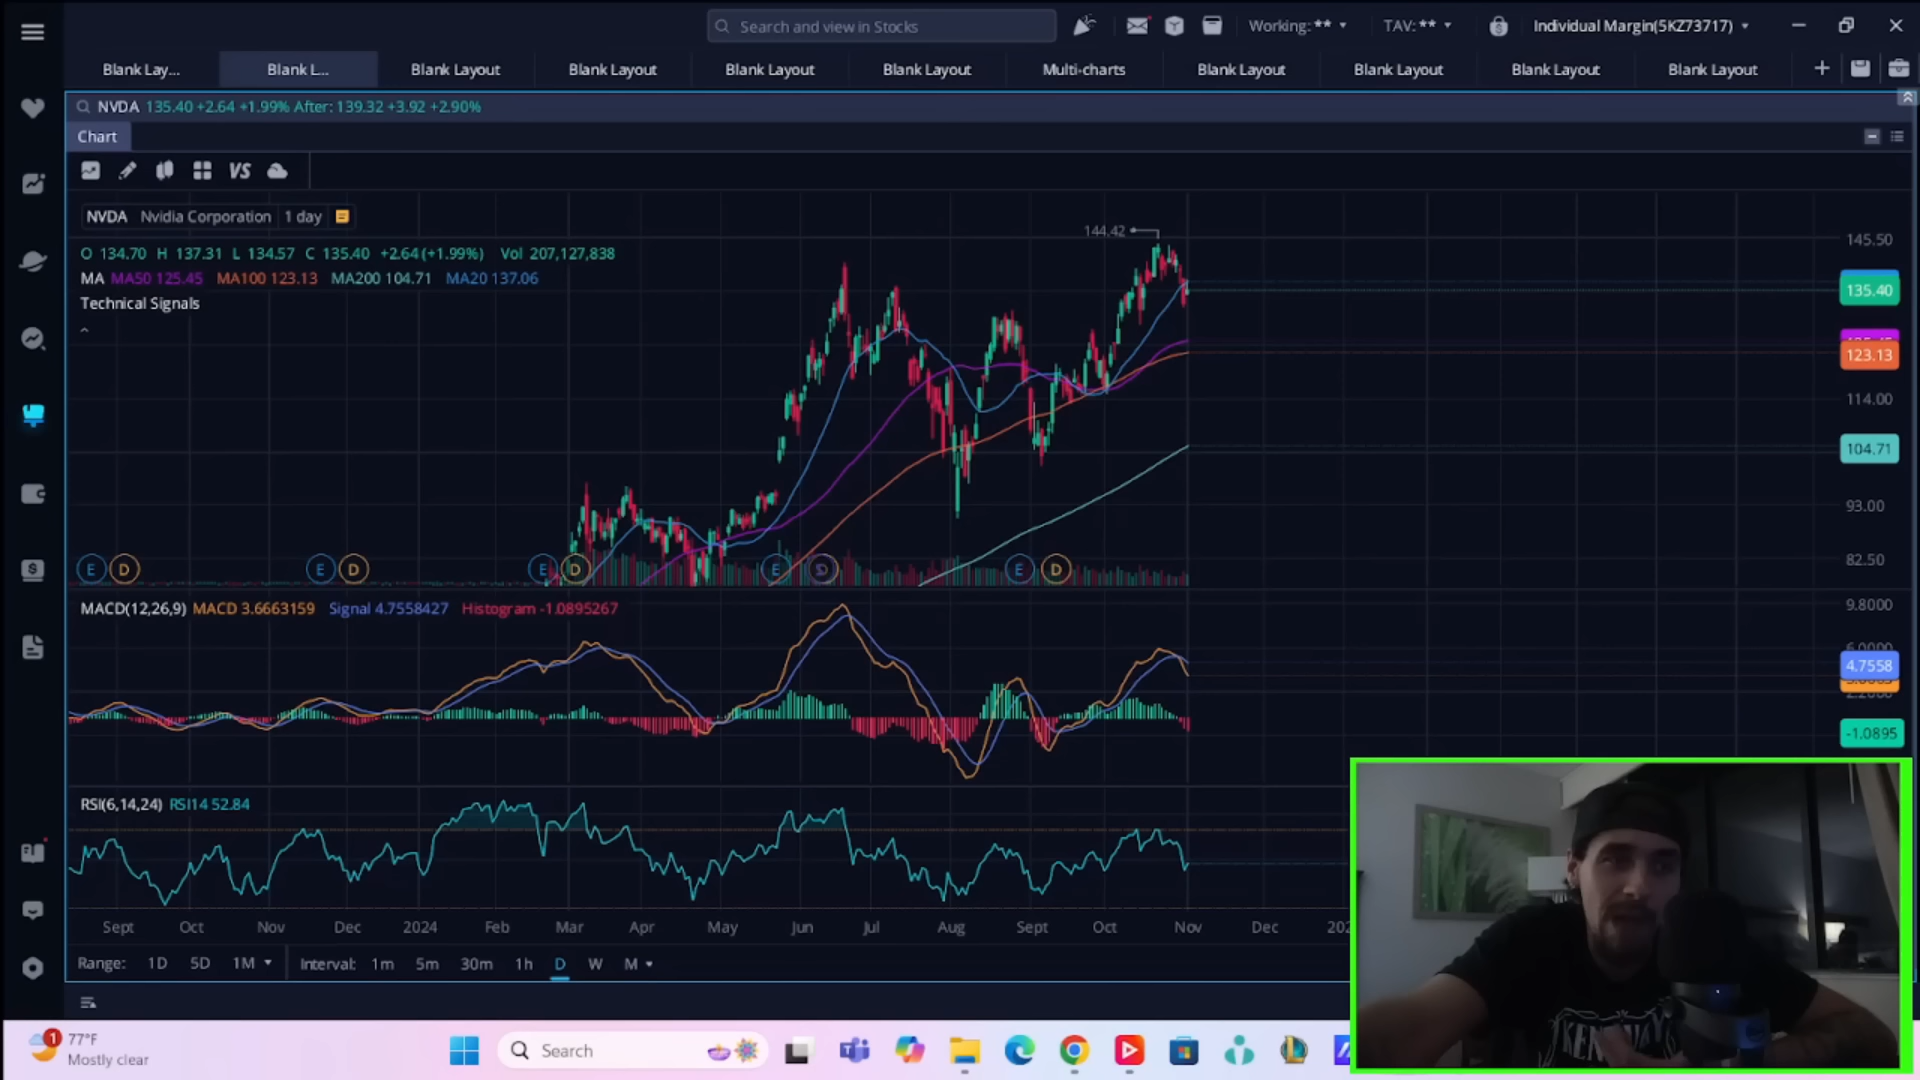 Search and view in Stocks
Working: ** TAV: ** Individual Margin(5KZ73717)
Blank Lay... Blank L... Blank Layout Blank Layout Blank Layout Blank Layout Multi-charts Blank Layout Blank Layout Blank Layout Blank Layout
NVDA 135.40 +2.64 +1.99% After: 139.32 +3.92 +2.90%
Chart
VS
NVDA Nvidia Corporation 1 day
144.42
145.50
O 134.70 H 137.31 L 134.57 C 135.40 +2.64(+1.99%) Vol 207,127,838
MA MA50 125.45 MA100 123.13 MA200 104.71 MA20 137.06
135.40
Technical Signals
123.13
114.00
104.71
93.00
82.50
E D E D E D E D E D
MACD(12,26,9) MACD 3.6663159 Signal 4.7558427 Histogram -1.0895267
9.8000
6.0000
4.7558
-1.0895
RSI(6,14,24) RSI14 52.84
Sept Oct Nov Dec 2024 Feb Mar Apr May Jun Jul Aug Sept Oct Nov Dec
Range: 1D 5D 1M Interval: 1m 5m 30m 1h D W M
1
77°F
Mostly clear
Search